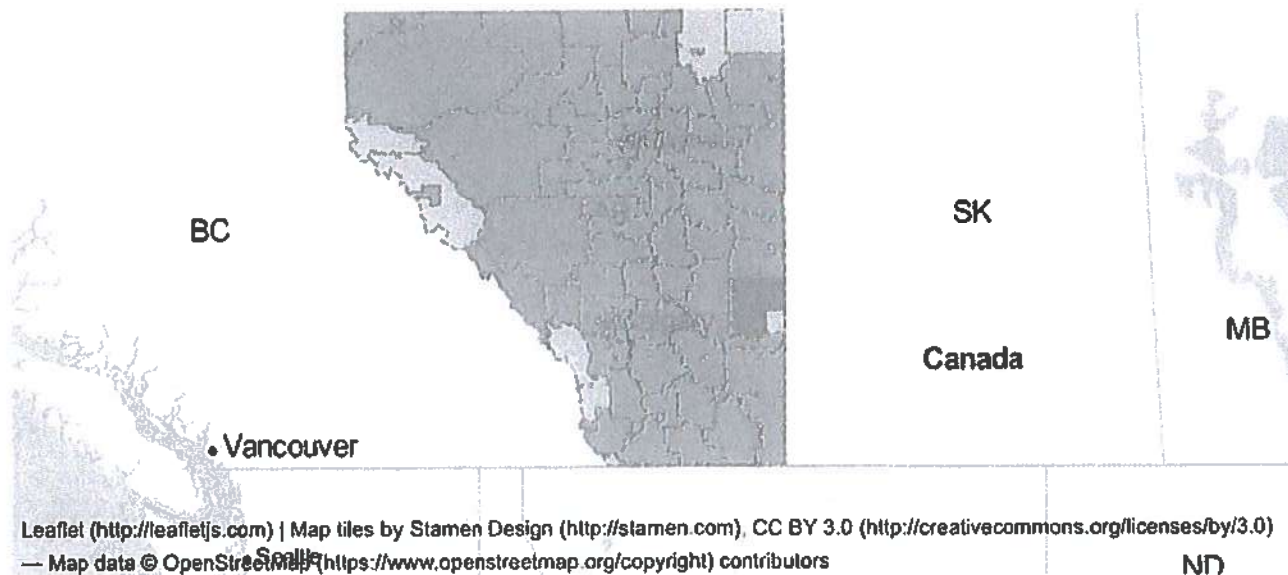 BC
SK
MB
Canada
Vancouver
Leaflet (http://leafletjs.com) | Map tiles by Stamen Design (http://stamen.com), CC BY 3.0 (http://creativecommons.org/licenses/by/3.0)
Seattle
— Map data © OpenStreetMap (https://www.openstreetmap.org/copyright) contributors
ND